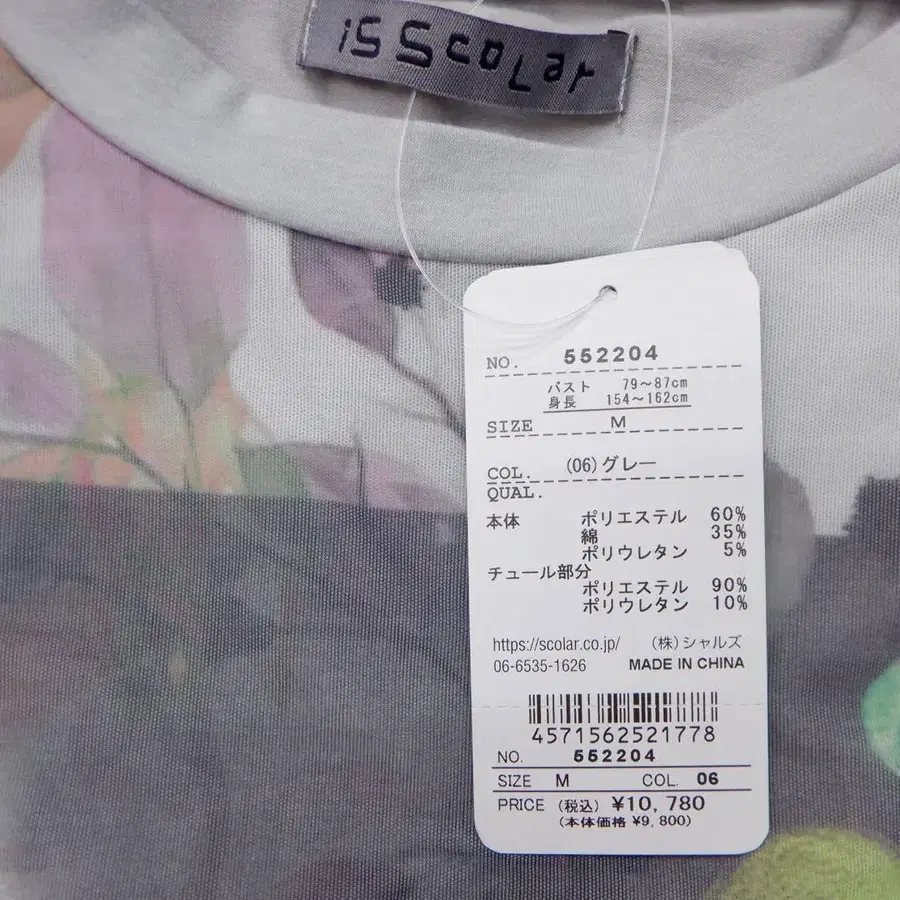 isScoLar
NO. 552204
バスト 79～87cm
身長 154～162cm
SIZE M
COL. (06)グレー
QUAL.
本体 ポリエステル 60%
綿 35%
ポリウレタン 5%
チュール部分
ポリエステル 90%
ポリウレタン 10%
https://scolar.co.jp/ (株)シャルズ
06-6535-1626 MADE IN CHINA
4571562521778
NO. 552204
SIZE M COL. 06
PRICE (税込) ¥10,780
(本体価格 ¥9,800)